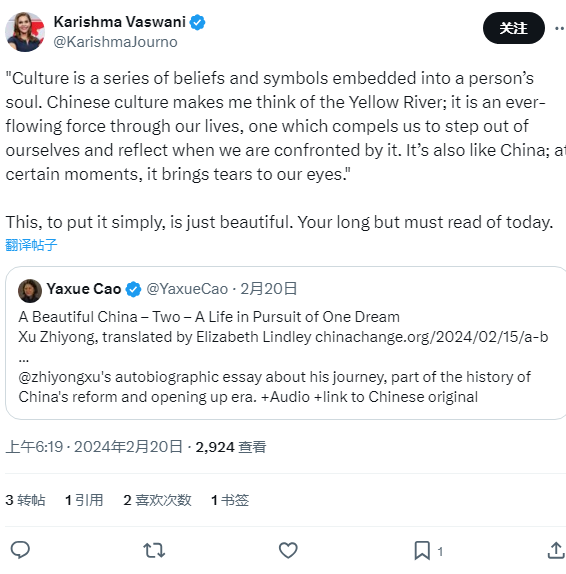 Karishma Vaswani
@KarishmaJourno
关注
"Culture is a series of beliefs and symbols embedded into a person's
soul. Chinese culture makes me think of the Yellow River; it is an ever-
flowing force through our lives, one which compels us to step out of
ourselves and reflect when we are confronted by it. It's also like China; at
certain moments, it brings tears to our eyes."
This, to put it simply, is just beautiful. Your long but must read of today.
翻译帖子
Yaxue Cao @YaxueCao · 2月20日
A Beautiful China – Two – A Life in Pursuit of One Dream
Xu Zhiyong, translated by Elizabeth Lindley chinachange.org/2024/02/15/a-b
...
@zhiyongxu's autobiographic essay about his journey, part of the history of
China's reform and opening up era. +Audio +link to Chinese original
上午6:19 · 2024年2月20日 · 2,924 查看
3 转帖 1 引用 2 喜欢次数 1 书签
1